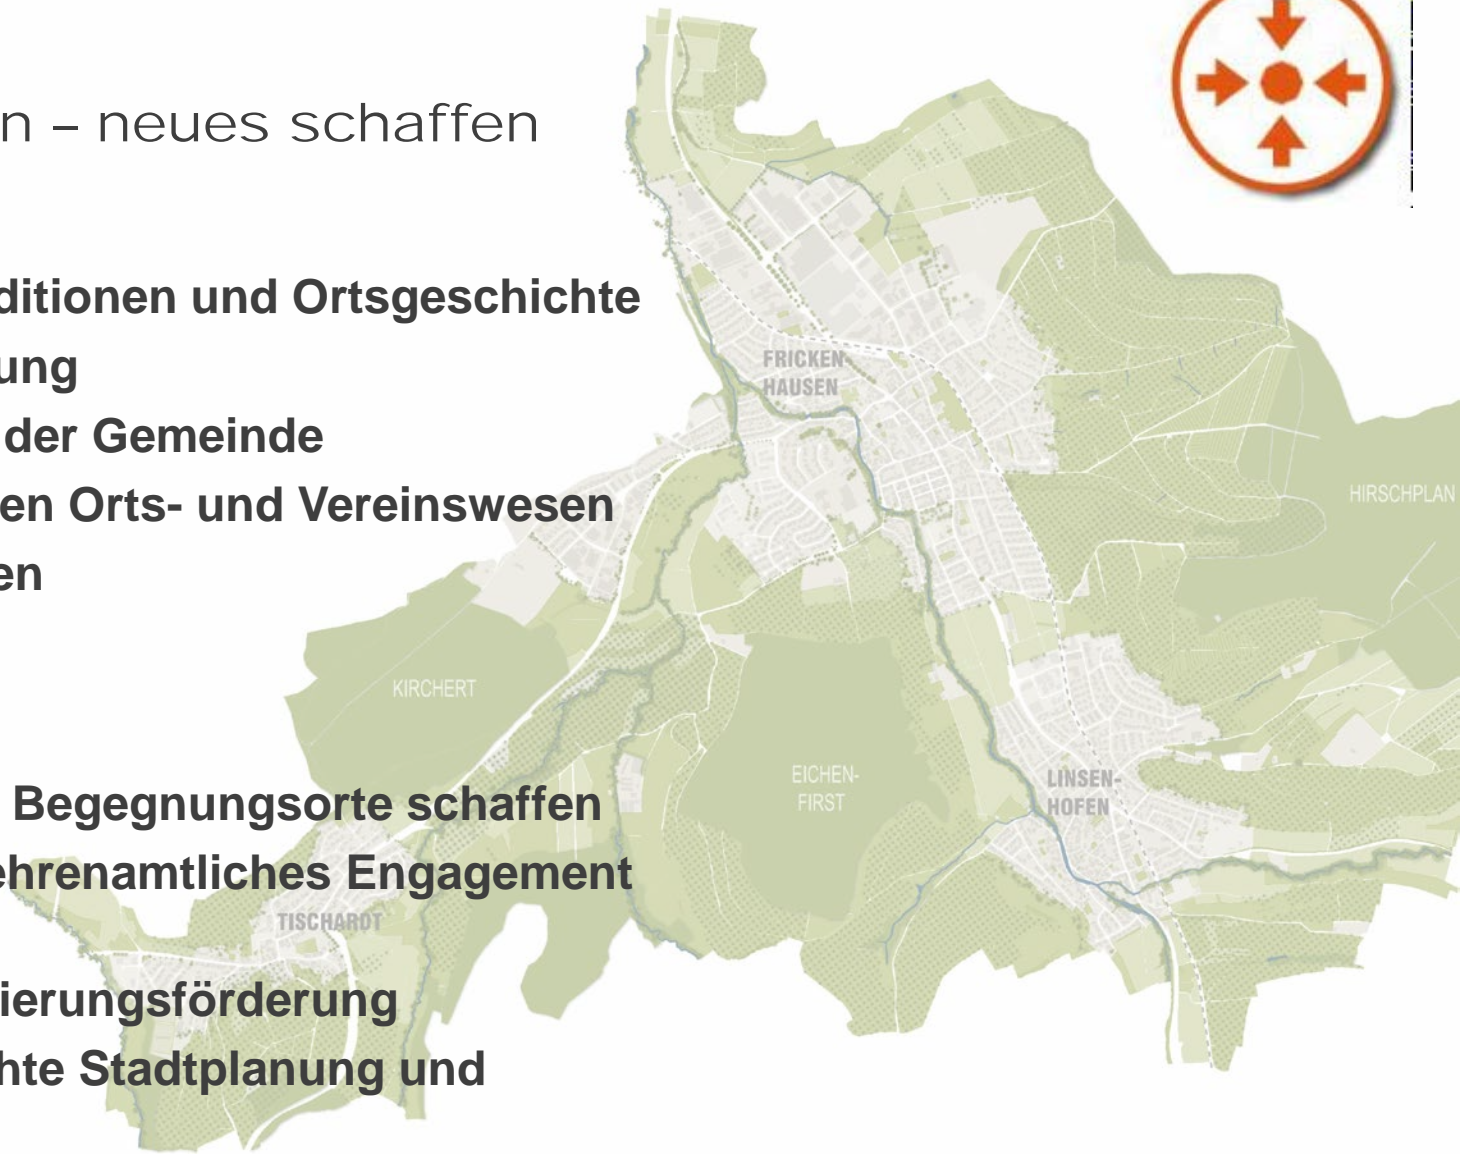 n – neues schaffen
ditionen und Ortsgeschichte
ung
der Gemeinde
en Orts- und Vereinswesen
en
Begegnungsorte schaffen
ehrenamtliches Engagement
ierungsförderung
hte Stadtplanung und
FRICKEN-
HAUSEN
HIRSCHPLAN
KIRCHERT
EICHEN-
FIRST
LINSEN-
HOFEN
TISCHARDT